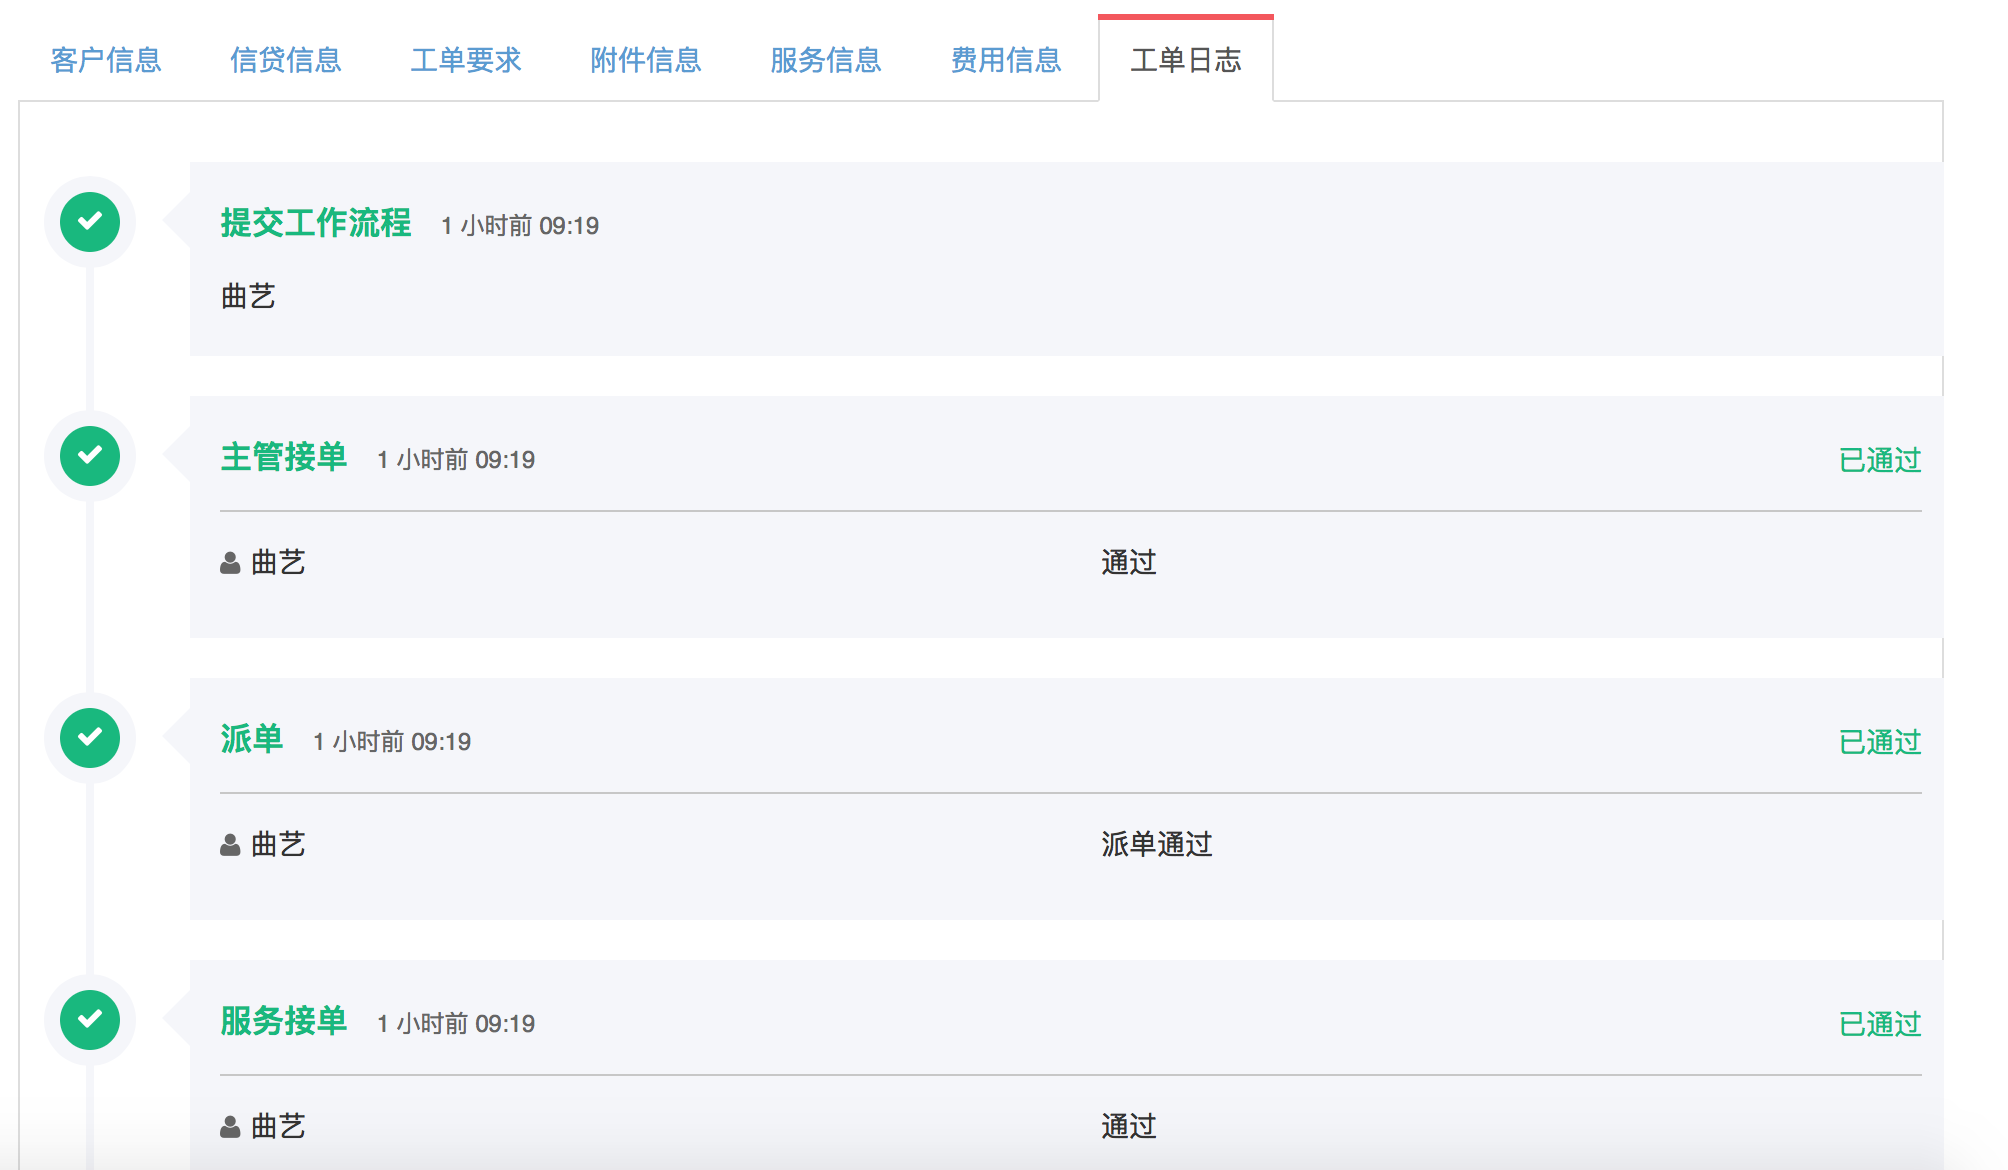 客户信息 信贷信息 工单要求 附件信息 服务信息 费用信息 工单日志
提交工作流程 1 小时前 09:19
曲艺
主管接单 1 小时前 09:19 已通过
曲艺 通过
派单 1 小时前 09:19 已通过
曲艺 派单通过
服务接单 1 小时前 09:19 已通过
曲艺 通过